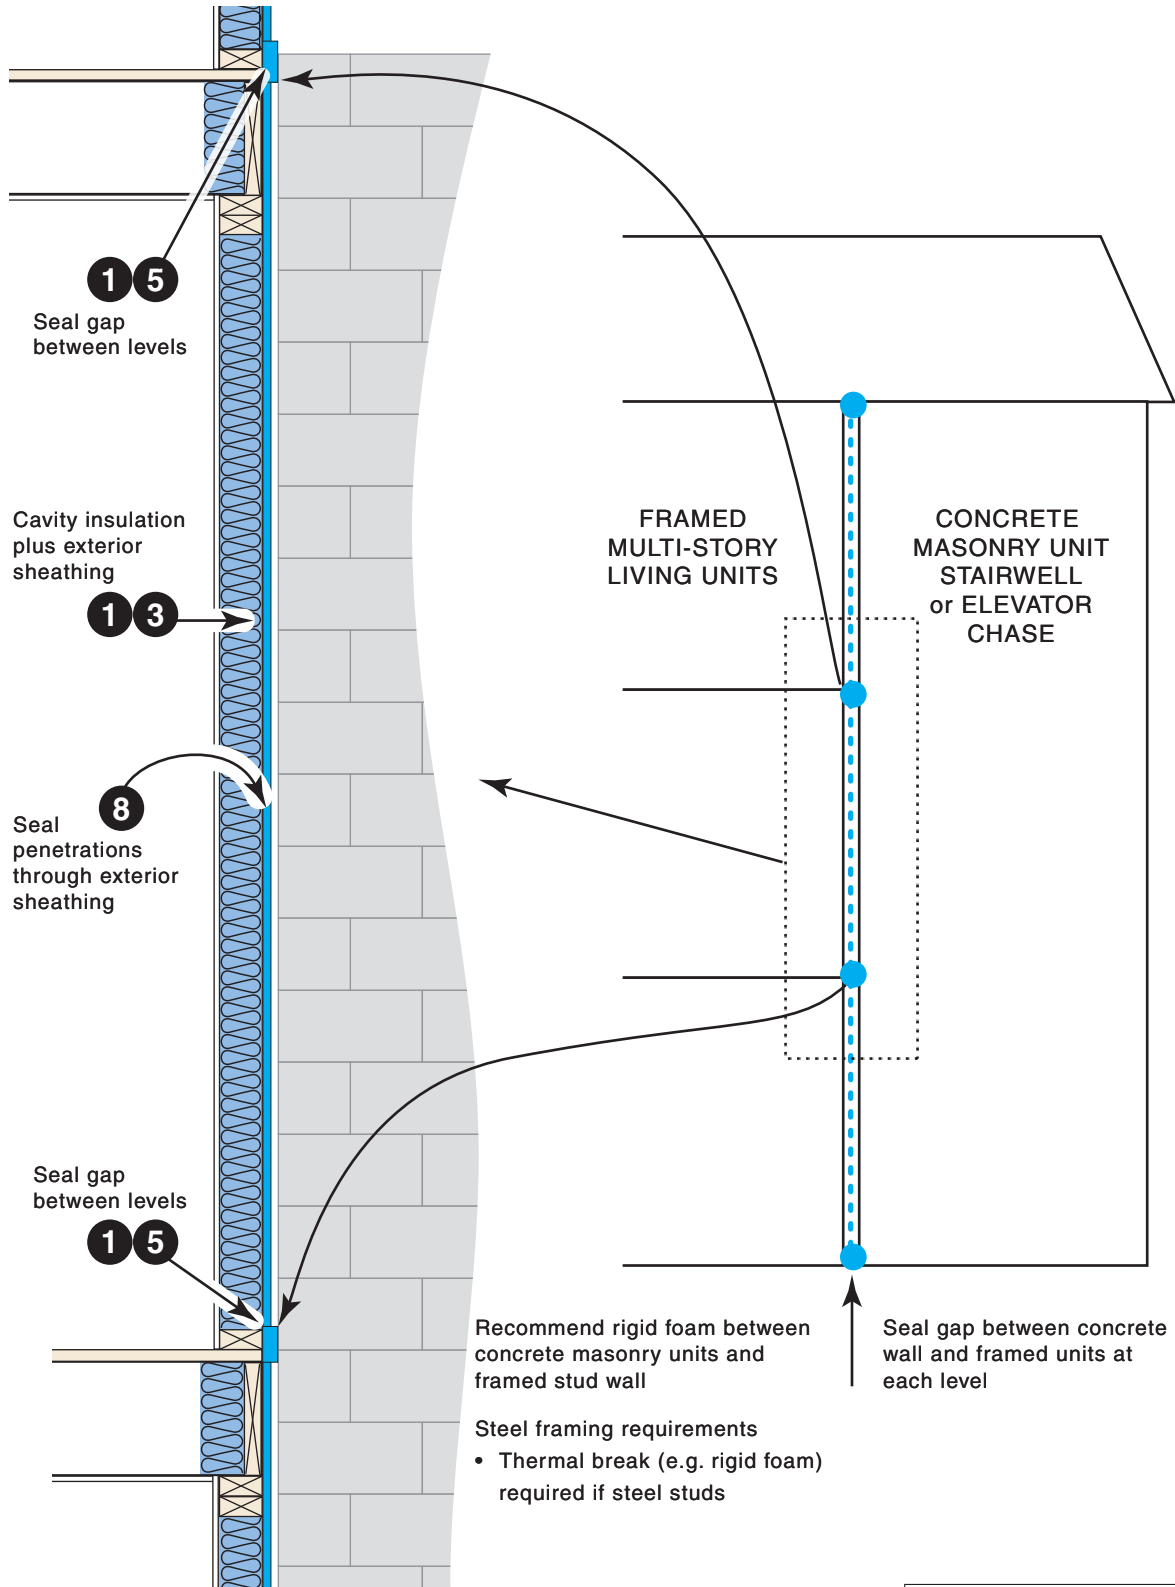 1 5
Seal gap
between levels
Cavity insulation
plus exterior
sheathing
1 3
8
Seal
penetrations
through exterior
sheathing
Seal gap
between levels
1 5
FRAMED
MULTI-STORY
LIVING UNITS
CONCRETE
MASONRY UNIT
STAIRWELL
or ELEVATOR
CHASE
Recommend rigid foam between
concrete masonry units and
framed stud wall
Steel framing requirements
• Thermal break (e.g. rigid foam)
required if steel studs
Seal gap between concrete
wall and framed units at
each level